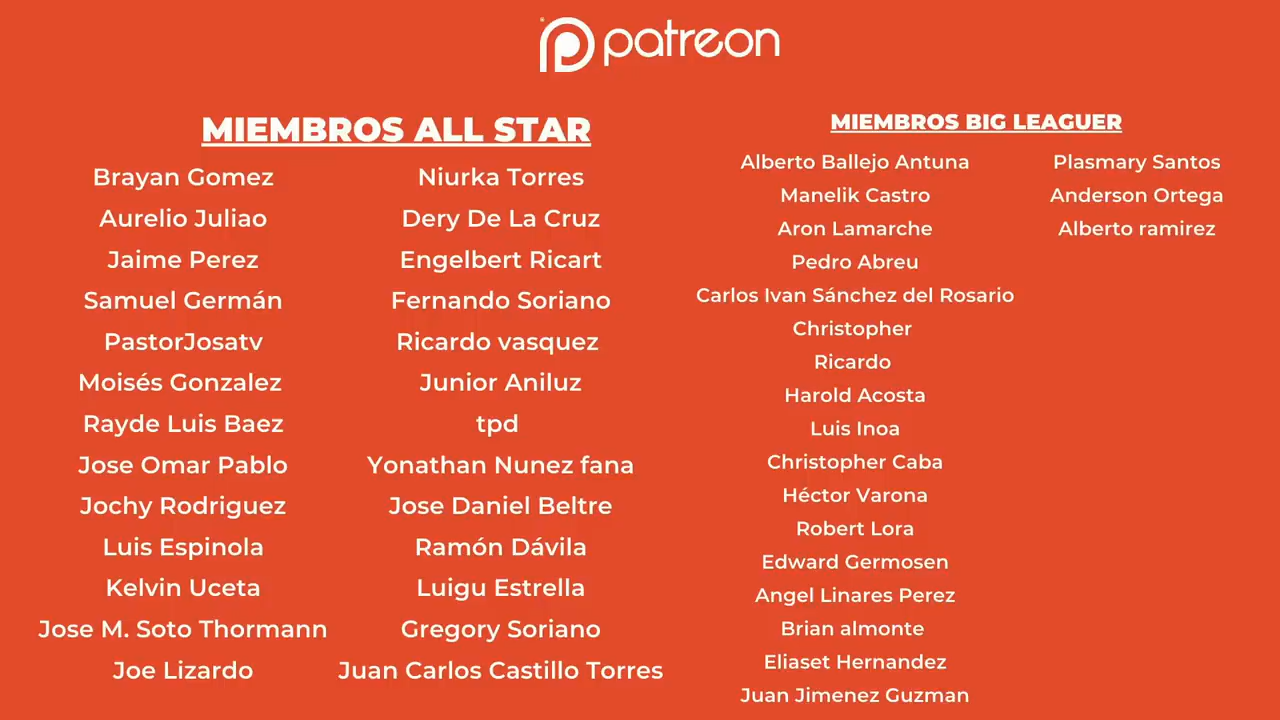 patreon
MIEMBROS ALL STAR
Brayan Gomez
Aurelio Juliao
Jaime Perez
Samuel Germán
PastorJosatv
Moisés Gonzalez
Rayde Luis Baez
Jose Omar Pablo
Jochy Rodriguez
Luis Espinola
Kelvin Uceta
Jose M. Soto Thormann
Joe Lizardo
Niurka Torres
Dery De La Cruz
Engelbert Ricart
Fernando Soriano
Ricardo vasquez
Junior Aniluz
tpd
Yonathan Nunez fana
Jose Daniel Beltre
Ramón Dávila
Luigu Estrella
Gregory Soriano
Juan Carlos Castillo Torres
MIEMBROS BIG LEAGUER
Alberto Ballejo Antuna
Manelik Castro
Aron Lamarche
Pedro Abreu
Carlos Ivan Sánchez del Rosario
Christopher
Ricardo
Harold Acosta
Luis Inoa
Christopher Caba
Héctor Varona
Robert Lora
Edward Germosen
Angel Linares Perez
Brian almonte
Eliaset Hernandez
Juan Jimenez Guzman
Plasmary Santos
Anderson Ortega
Alberto ramirez